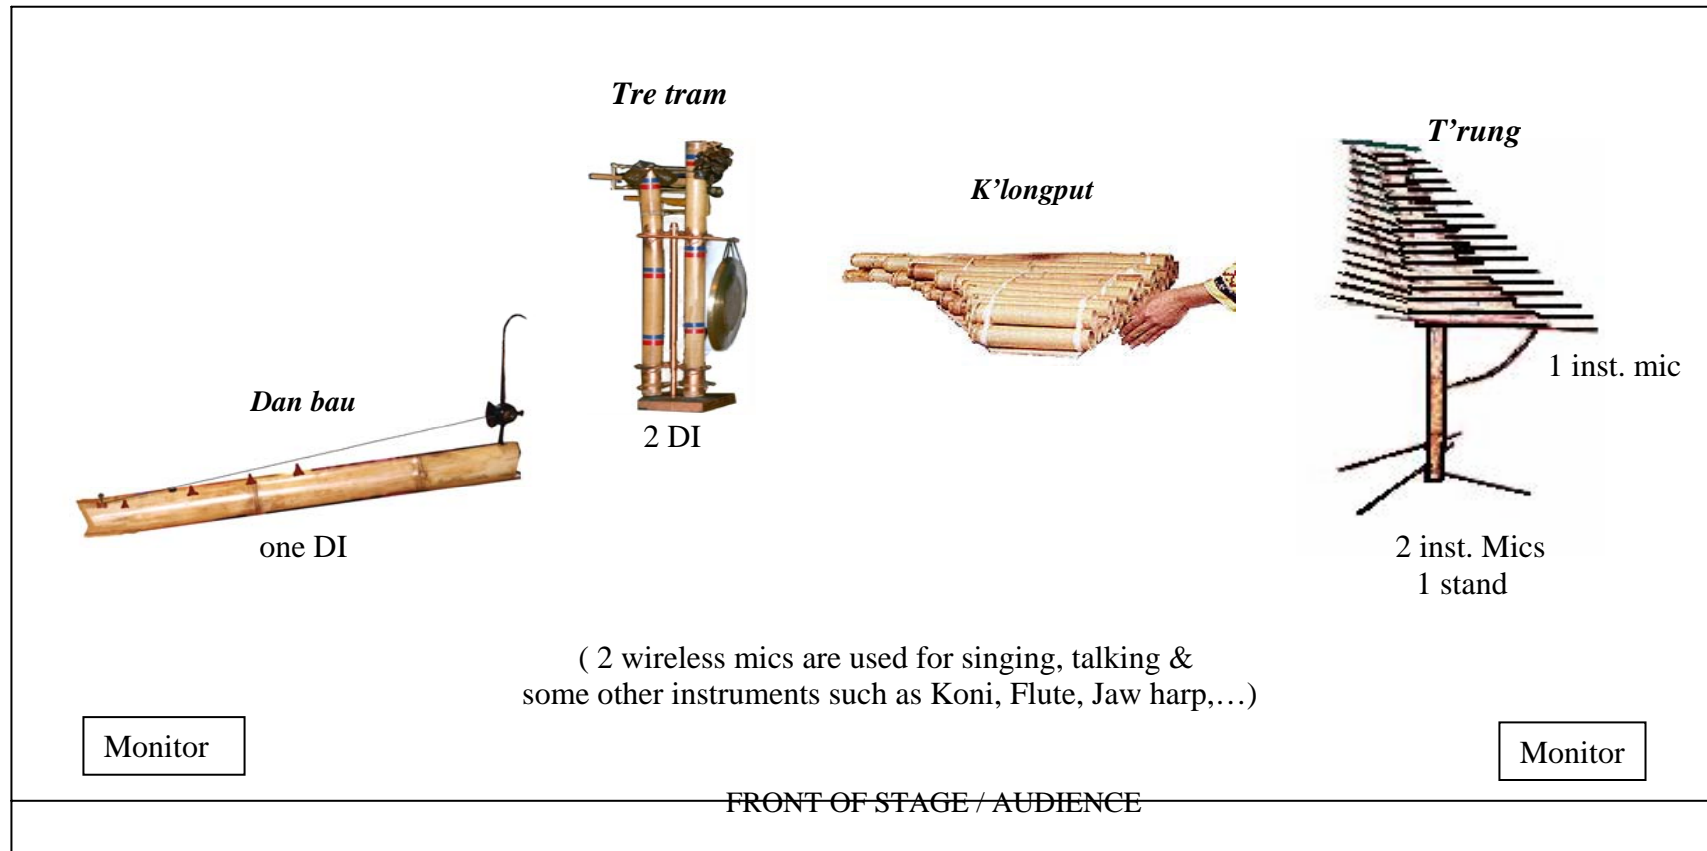 Tre tram
T’rung
K’longput
1 inst. mic
Dan bau
2 DI
one DI
2 inst. Mics
1 stand
( 2 wireless mics are used for singing, talking &
some other instruments such as Koni, Flute, Jaw harp,…)
Monitor
Monitor
FRONT OF STAGE / AUDIENCE